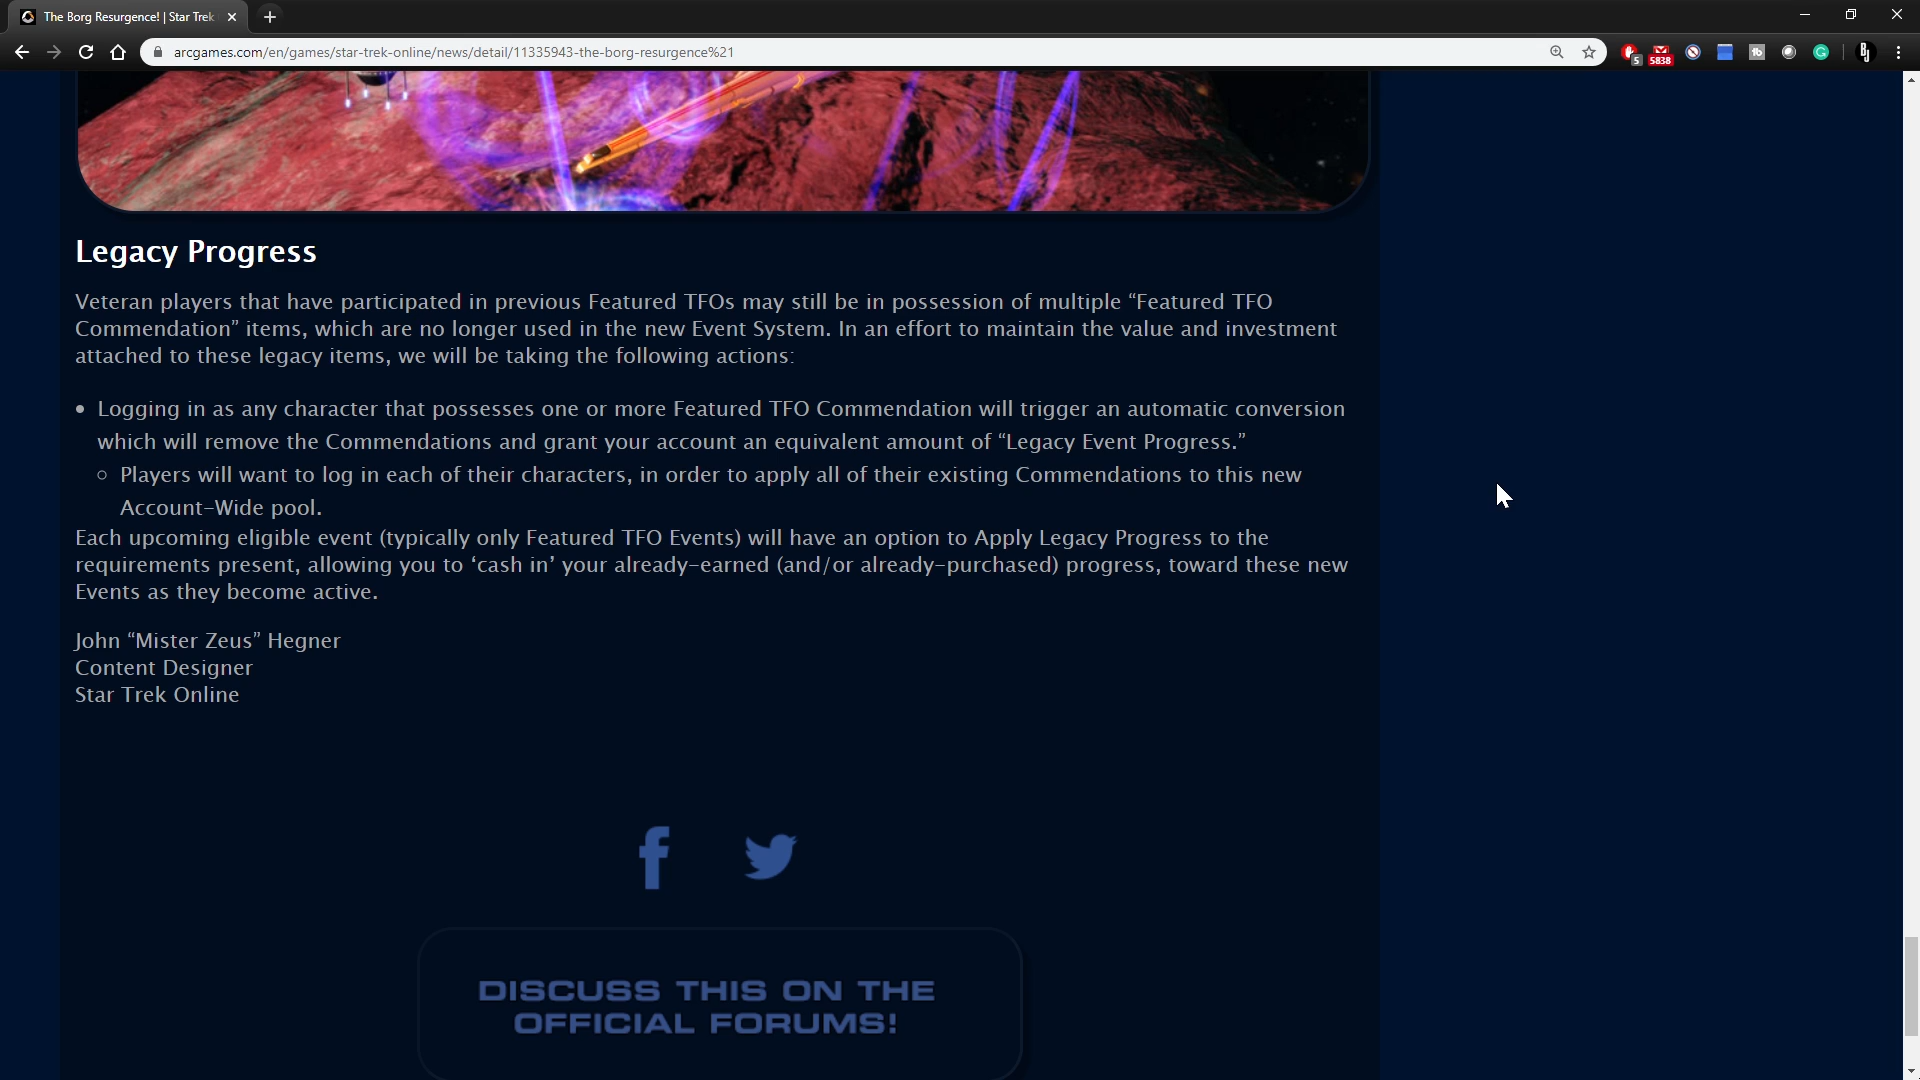 The Borg Resurgence! | Star Trek
arcgames.com/en/games/star-trek-online/news/detail/11335943-the-borg-resurgence%21
5
5838
Legacy Progress
Veteran players that have participated in previous Featured TFOs may still be in possession of multiple “Featured TFO
Commendation” items, which are no longer used in the new Event System. In an effort to maintain the value and investment
attached to these legacy items, we will be taking the following actions:
• Logging in as any character that possesses one or more Featured TFO Commendation will trigger an automatic conversion
which will remove the Commendations and grant your account an equivalent amount of “Legacy Event Progress.”
○ Players will want to log in each of their characters, in order to apply all of their existing Commendations to this new
Account-Wide pool.
Each upcoming eligible event (typically only Featured TFO Events) will have an option to Apply Legacy Progress to the
requirements present, allowing you to ‘cash in’ your already-earned (and/or already-purchased) progress, toward these new
Events as they become active.
John “Mister Zeus” Hegner
Content Designer
Star Trek Online
DISCUSS THIS ON THE
OFFICIAL FORUMS!